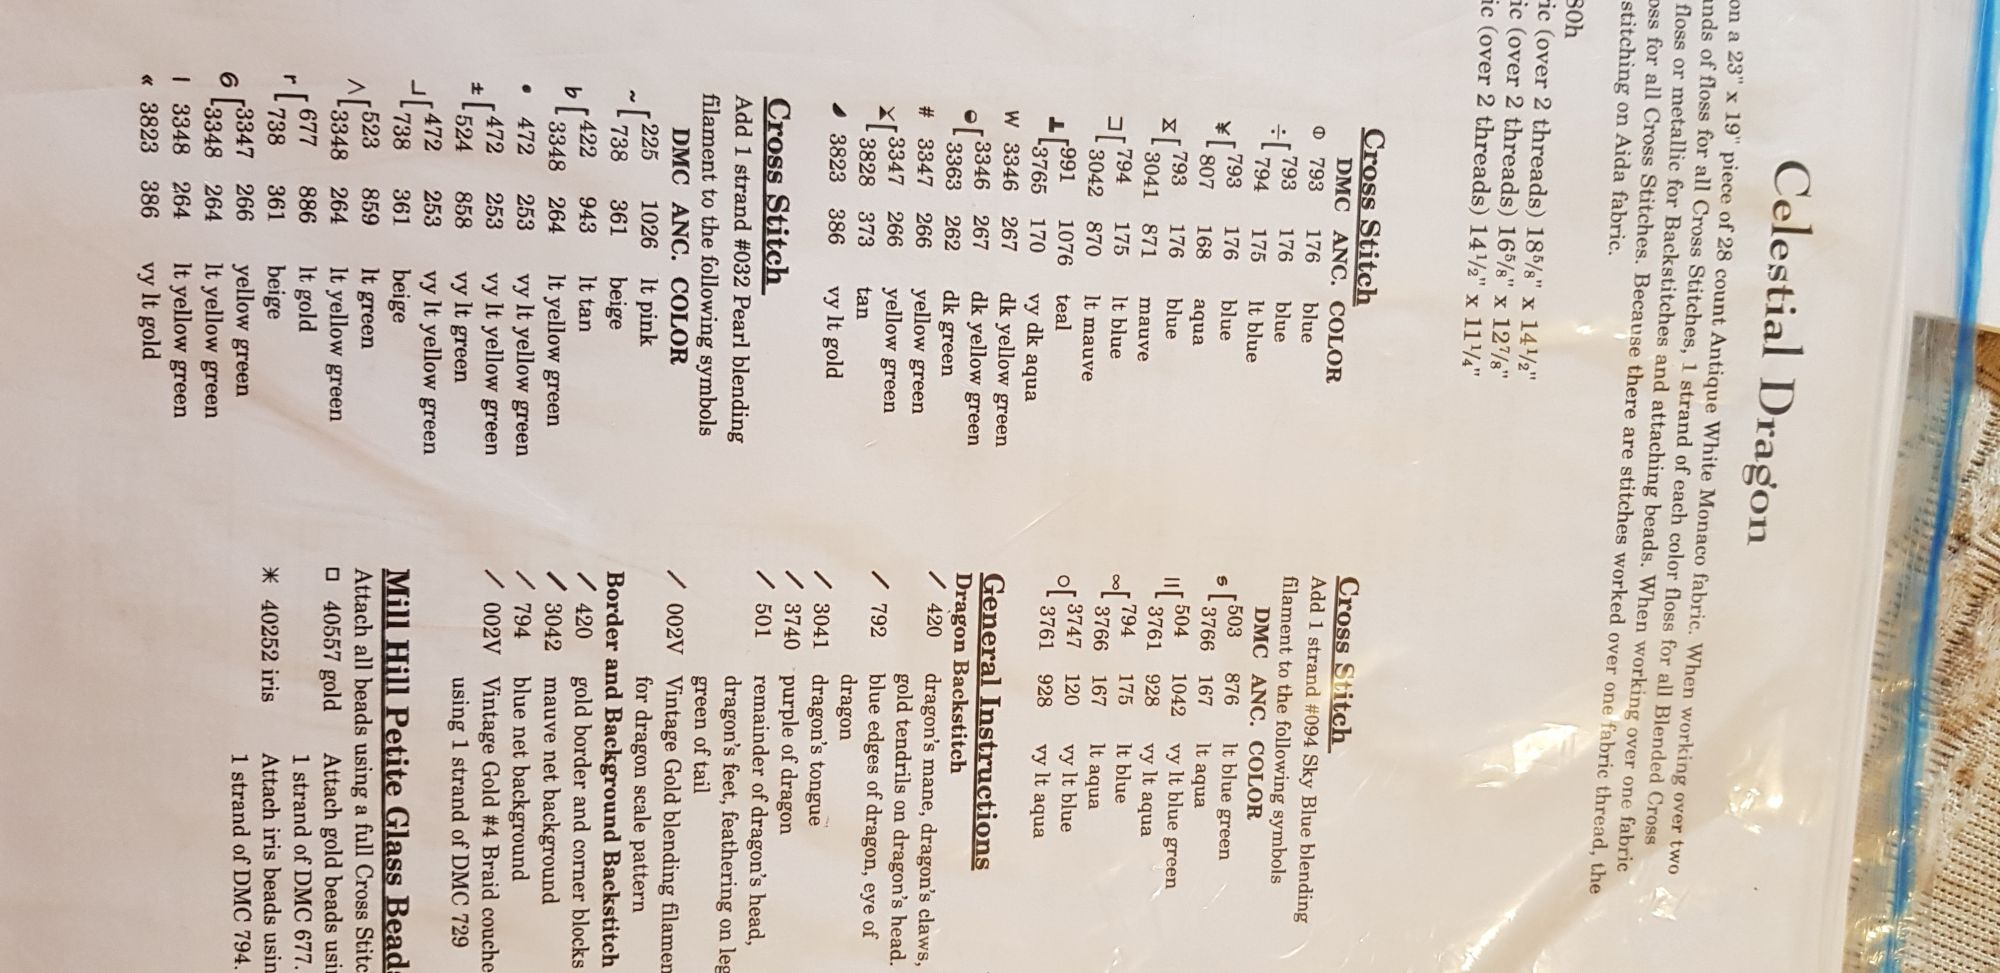 Celestial Dragon
on a 23" x 19" piece of 28 count Antique White Monaco fabric. When working over two
nds of floss for all Cross Stitches, 1 strand of each color floss for all Blended Cross
floss or metallic for Backstitches and attaching beads. When working over one fabric
oss for all Cross Stitches. Because there are stitches worked over one fabric thread, the
stitching on Aida fabric.
80h
ric (over 2 threads) 18⁵/₈" x 14¹/₂"
ic (over 2 threads) 16⁵/₈" x 12⁷/₈"
ic (over 2 threads) 14¹/₂" x 11¹/₄"
Cross Stitch
DMC ANC. COLOR
Φ 793 176 blue
÷[ 793 176 blue
794 175 lt blue
¥[ 793 176 blue
807 168 aqua
⧖[ 793 176 blue
3041 871 mauve
⊐[ 794 175 lt blue
3042 870 lt mauve
⊥[ 991 1076 teal
3765 170 vy dk aqua
W 3346 267 dk yellow green
[ 3346 267 dk yellow green
3363 262 dk green
# 3347 266 yellow green
[ 3347 266 yellow green
3828 373 tan
3823 386 vy lt gold
Cross Stitch
Add 1 strand #032 Pearl blending
filament to the following symbols
DMC ANC. COLOR
~[ 225 1026 lt pink
738 361 beige
b[ 422 943 lt tan
3348 264 lt yellow green
• 472 253 vy lt yellow green
±[ 472 253 vy lt yellow green
524 858 vy lt green
┘[ 472 253 vy lt yellow green
738 361 beige
^[ 523 859 lt green
3348 264 lt yellow green
r[ 677 886 lt gold
738 361 beige
6[ 3347 266 yellow green
3348 264 lt yellow green
I 3348 264 lt yellow green
« 3823 386 vy lt gold
Cross Stitch
Add 1 strand #094 Sky Blue blending
filament to the following symbols
DMC ANC. COLOR
s[ 503 876 lt blue green
3766 167 lt aqua
II[ 504 1042 vy lt blue green
3761 928 vy lt aqua
∞[ 794 175 lt blue
3766 167 lt aqua
o[ 3747 120 vy lt blue
3761 928 vy lt aqua
General Instructions
Dragon Backstitch
/ 420 dragon's mane, dragon's claws,
gold tendrils on dragon's head.
/ 792 blue edges of dragon, eye of
dragon
/ 3041 dragon's tongue
/ 3740 purple of dragon
/ 501 remainder of dragon's head,
dragon's feet, feathering on leg
green of tail
/ 002V Vintage Gold blending filamen
for dragon scale pattern
Border and Background Backstitch
/ 420 gold border and corner blocks
/ 3042 mauve net background
/ 794 blue net background
/ 002V Vintage Gold #4 Braid couche
using 1 strand of DMC 729
Mill Hill Petite Glass Beads
Attach all beads using a full Cross Stitc
□ 40557 gold Attach gold beads usi
1 strand of DMC 677.
✳ 40252 iris Attach iris beads usin
1 strand of DMC 794.